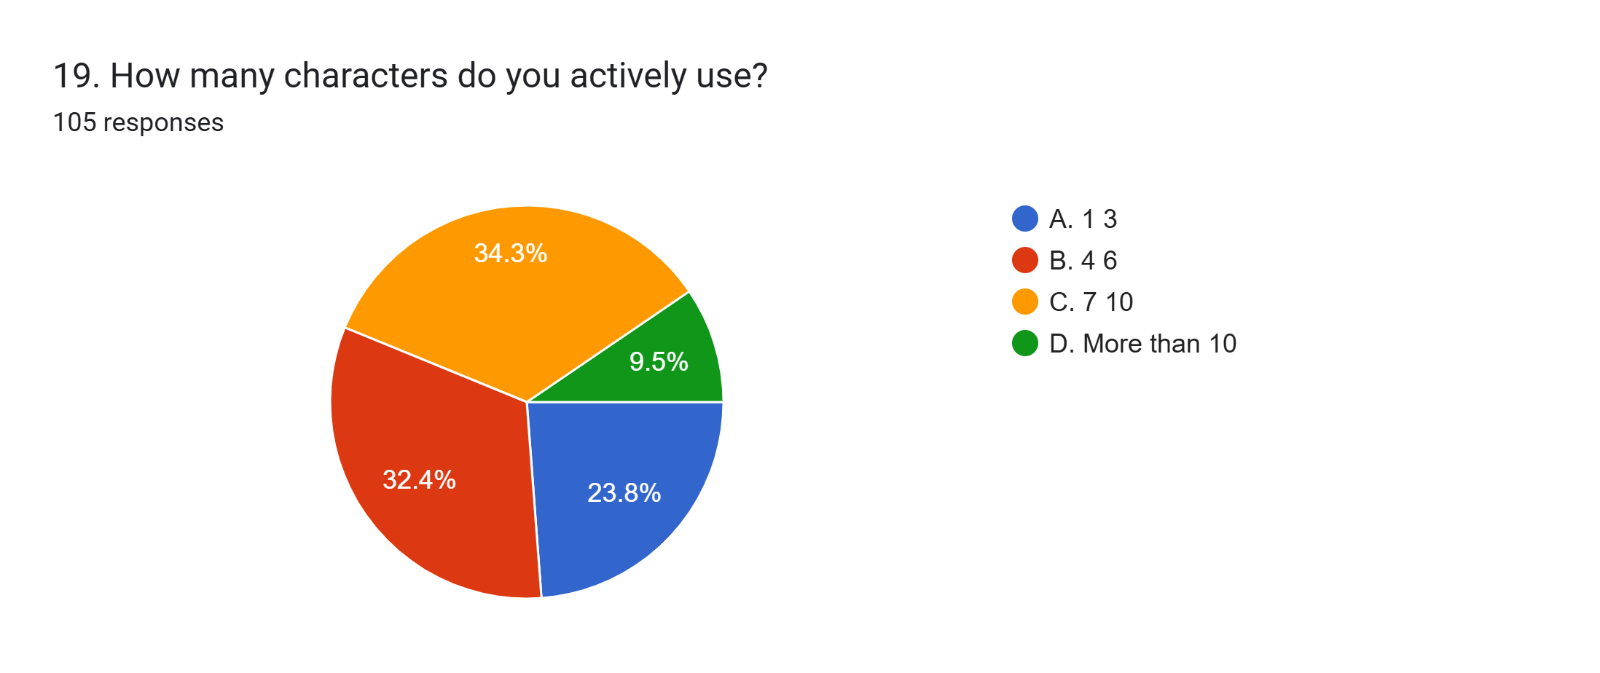 19. How many characters do you actively use?
105 responses
34.3%
9.5%
32.4%
23.8%
A. 1 3
B. 4 6
C. 7 10
D. More than 10